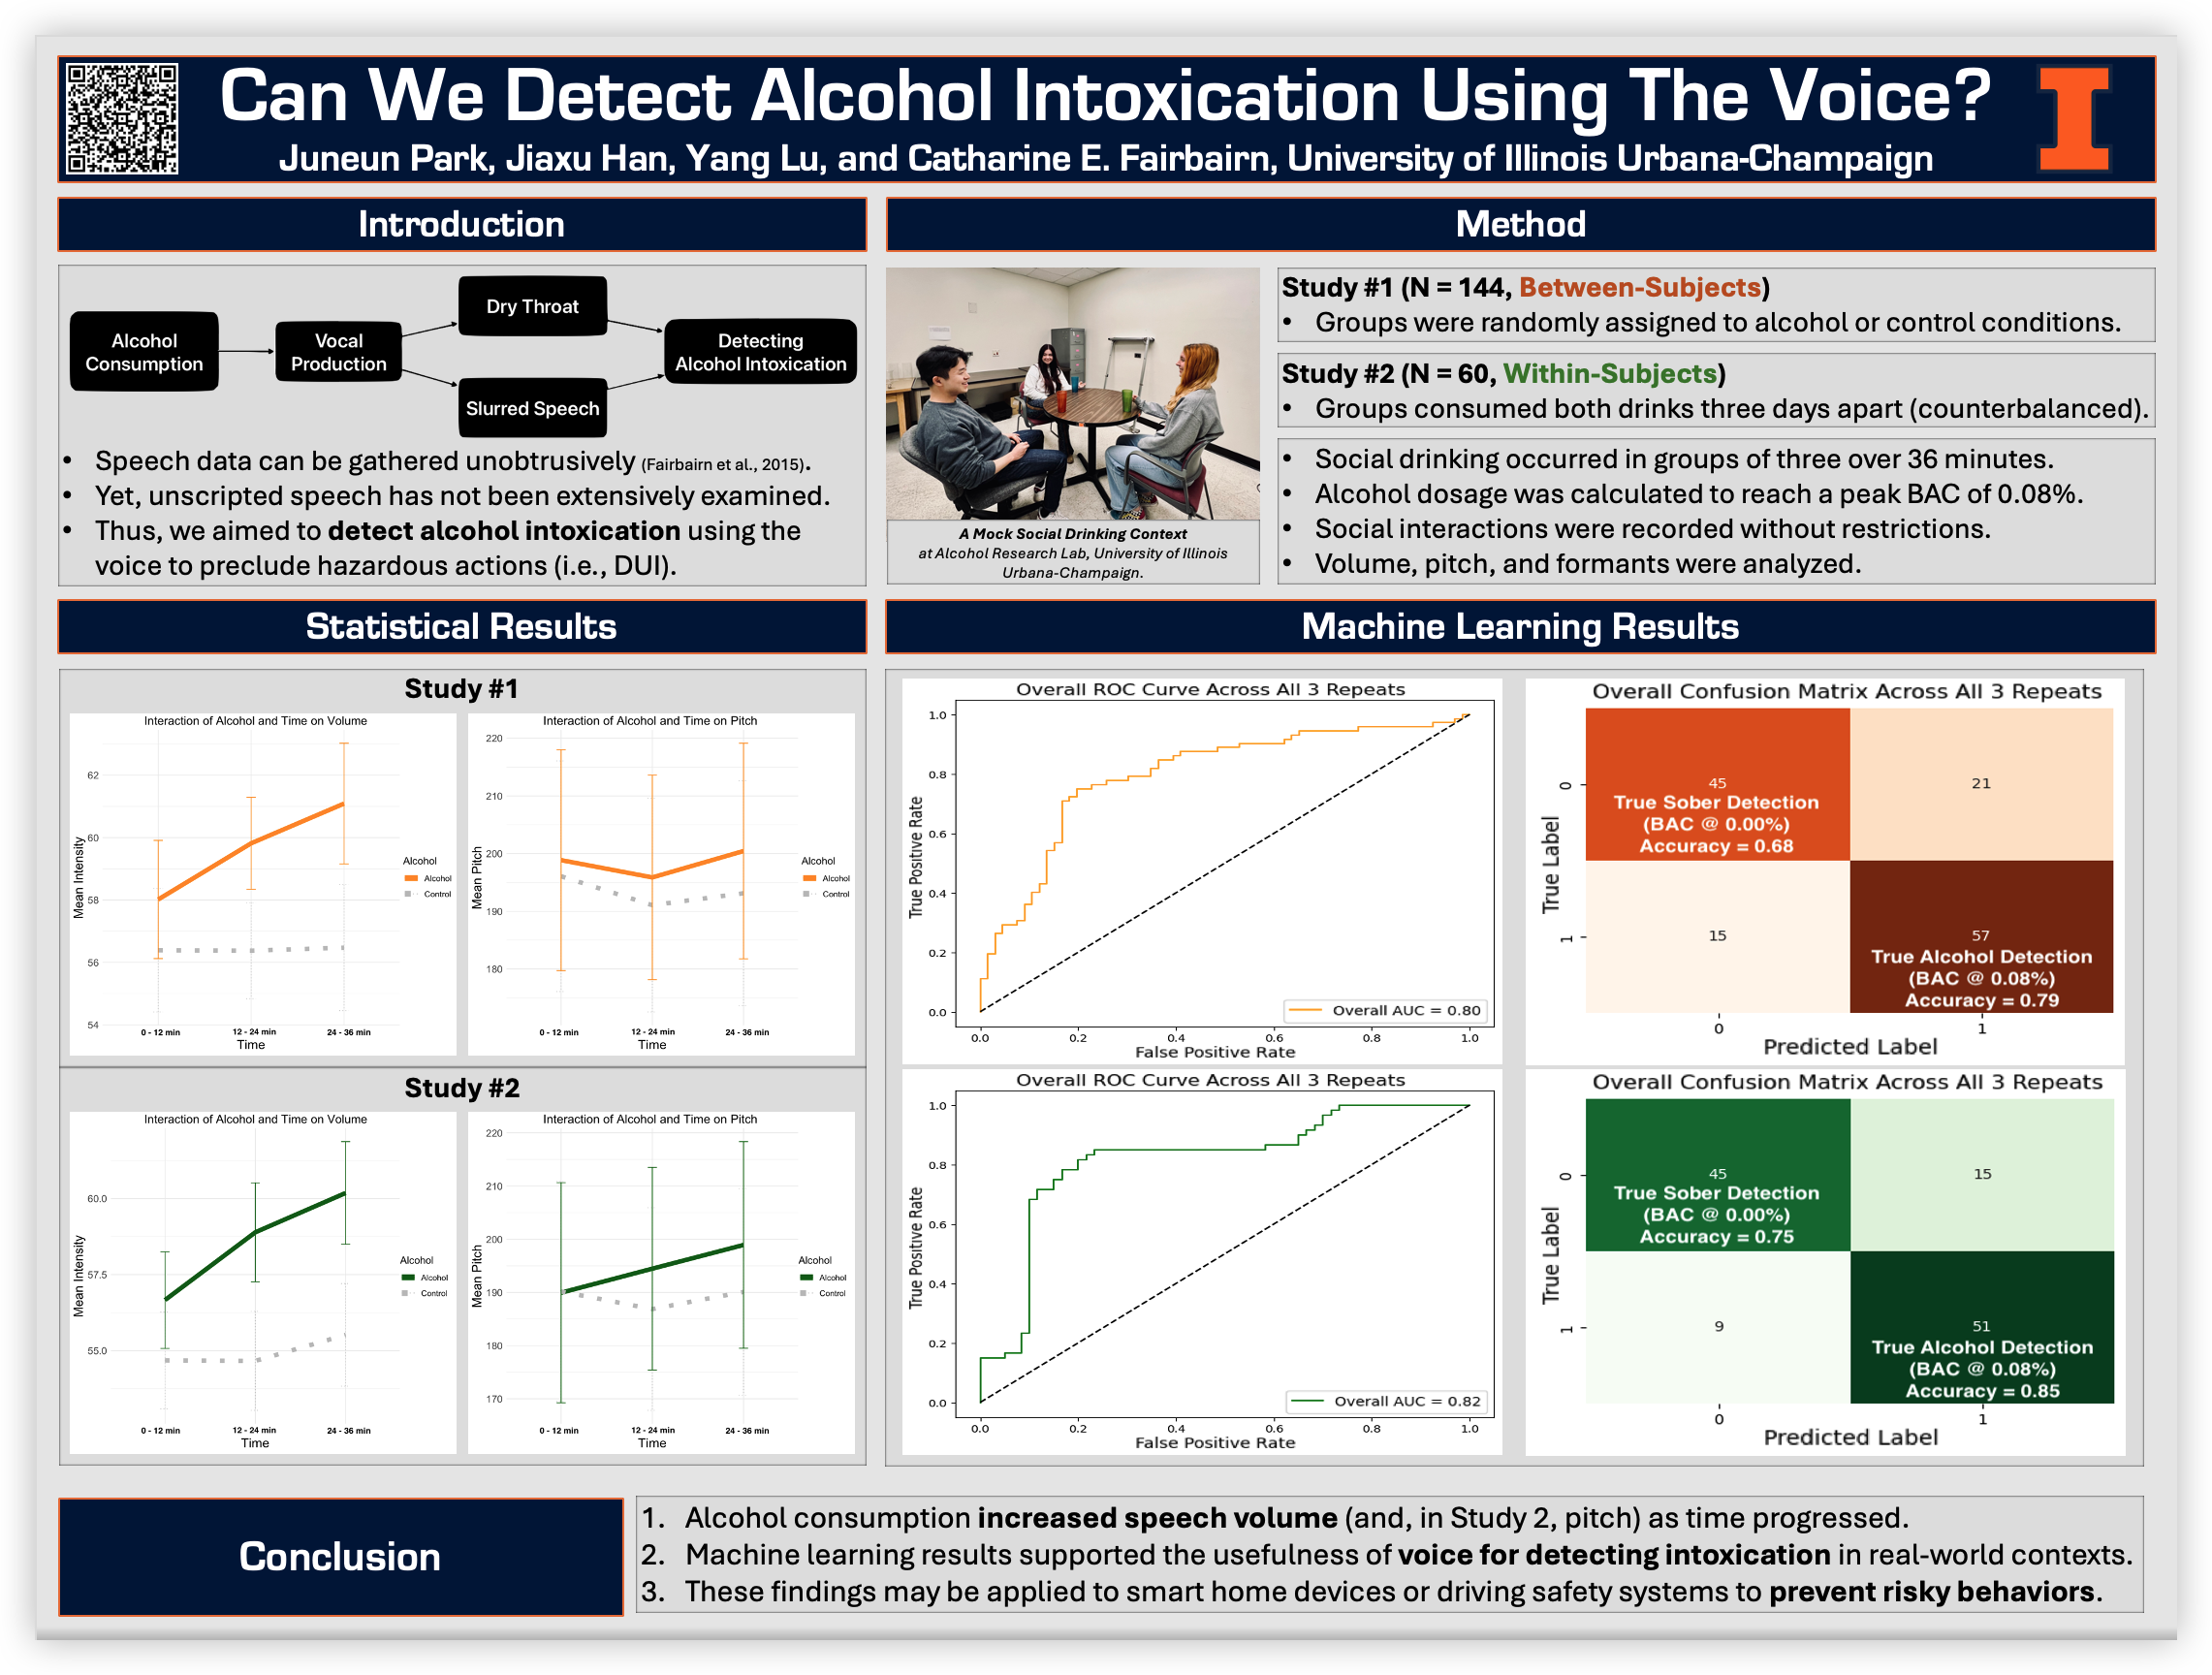 Can We Detect Alcohol Intoxication Using The Voice?
Juneun Park, Jiaxu Han, Yang Lu, and Catharine E. Fairbairn, University of Illinois Urbana-Champaign
I
Introduction
Alcohol
Consumption
Vocal
Production
Dry Throat
Slurred Speech
Detecting
Alcohol Intoxication
• Speech data can be gathered unobtrusively (Fairbairn et al., 2015).
• Yet, unscripted speech has not been extensively examined.
• Thus, we aimed to detect alcohol intoxication using the
voice to preclude hazardous actions (i.e., DUI).
Method
A Mock Social Drinking Context
at Alcohol Research Lab, University of Illinois
Urbana-Champaign.
Study #1 (N = 144, Between-Subjects)
• Groups were randomly assigned to alcohol or control conditions.
Study #2 (N = 60, Within-Subjects)
• Groups consumed both drinks three days apart (counterbalanced).
• Social drinking occurred in groups of three over 36 minutes.
• Alcohol dosage was calculated to reach a peak BAC of 0.08%.
• Social interactions were recorded without restrictions.
• Volume, pitch, and formants were analyzed.
Statistical Results
Study #1
Interaction of Alcohol and Time on Volume
Mean Intensity
62
60
58
56
54
0 - 12 min
12 - 24 min
24 - 36 min
Time
Alcohol
Alcohol
Control
Interaction of Alcohol and Time on Pitch
Mean Pitch
220
210
200
190
180
0 - 12 min
12 - 24 min
24 - 36 min
Time
Alcohol
Alcohol
Control
Study #2
Interaction of Alcohol and Time on Volume
Mean Intensity
60.0
57.5
55.0
0 - 12 min
12 - 24 min
24 - 36 min
Time
Alcohol
Alcohol
Control
Interaction of Alcohol and Time on Pitch
Mean Pitch
220
210
200
190
180
170
0 - 12 min
12 - 24 min
24 - 36 min
Time
Alcohol
Alcohol
Control
Machine Learning Results
Overall ROC Curve Across All 3 Repeats
True Positive Rate
1.0
0.8
0.6
0.4
0.2
0.0
0.0 0.2 0.4 0.6 0.8 1.0
False Positive Rate
Overall AUC = 0.80
Overall Confusion Matrix Across All 3 Repeats
True Label
0
1
45
True Sober Detection
(BAC @ 0.00%)
Accuracy = 0.68
21
15
57
True Alcohol Detection
(BAC @ 0.08%)
Accuracy = 0.79
0 1
Predicted Label
Overall ROC Curve Across All 3 Repeats
True Positive Rate
1.0
0.8
0.6
0.4
0.2
0.0
0.0 0.2 0.4 0.6 0.8 1.0
False Positive Rate
Overall AUC = 0.82
Overall Confusion Matrix Across All 3 Repeats
True Label
0
1
45
True Sober Detection
(BAC @ 0.00%)
Accuracy = 0.75
15
9
51
True Alcohol Detection
(BAC @ 0.08%)
Accuracy = 0.85
0 1
Predicted Label
Conclusion
1. Alcohol consumption increased speech volume (and, in Study 2, pitch) as time progressed.
2. Machine learning results supported the usefulness of voice for detecting intoxication in real-world contexts.
3. These findings may be applied to smart home devices or driving safety systems to prevent risky behaviors.